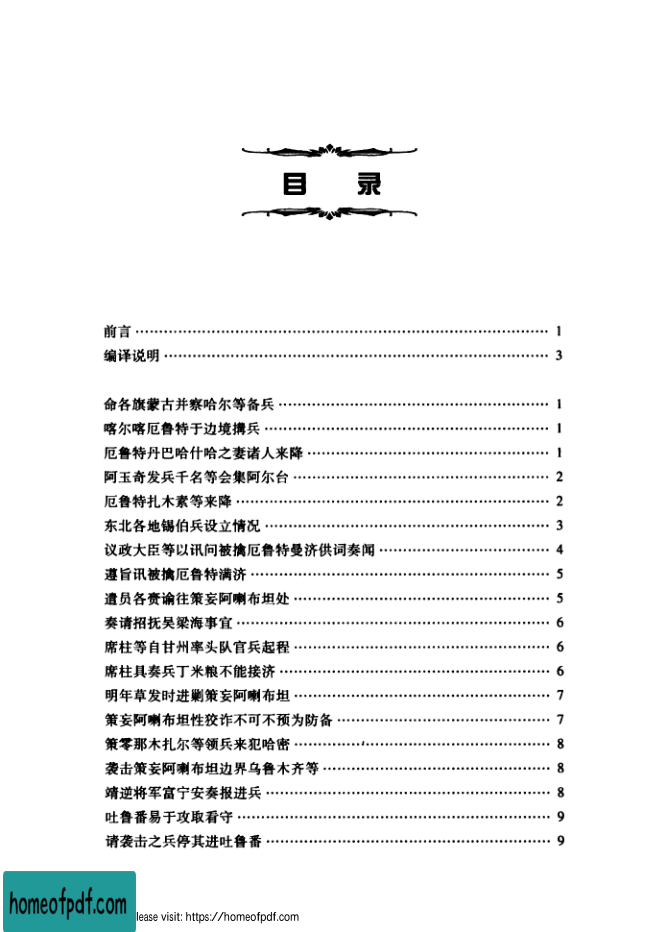 目 录
前言 …… 1
编译说明 …… 3
命各旗蒙古并察哈尔等备兵 …… 1
喀尔喀厄鲁特于边境搆兵 …… 1
厄鲁特丹巴哈什哈之妻诸人来降 …… 1
阿玉奇发兵千名等会集阿尔台 …… 2
厄鲁特扎木素等来降 …… 2
东北各地锡伯兵设立情况 …… 3
议政大臣等以讯问被擒厄鲁特曼济供词奏闻 …… 4
遵旨讯被擒厄鲁特满济 …… 5
遣员各赍谕往策妄阿喇布坦处 …… 5
奏请招抚吴梁海事宜 …… 6
席柱等自甘州率头队官兵起程 …… 6
席柱具奏兵丁米粮不能接济 …… 6
明年草发时进剿策妄阿喇布坦 …… 7
策妄阿喇布坦性狡诈不可不预为防备 …… 7
策零那木扎尔等领兵来犯哈密 …… 8
袭击策妄阿喇布坦边界乌鲁木齐等 …… 8
靖逆将军富宁安奏报进兵 …… 8
吐鲁番易于攻取看守 …… 9
请袭击之兵停其进吐鲁番 …… 9
homeofpdf.com
lease visit: https://homeofpdf.com